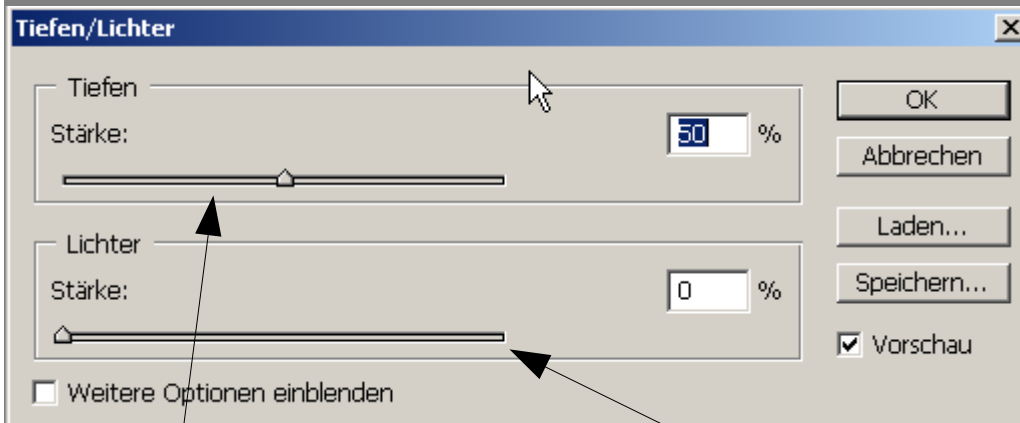 Tiefen/Lichter
Tiefen
Stärke:
50 %
Lichter
Stärke:
0 %
Weitere Optionen einblenden
OK
Abbrechen
Laden...
Speichern...
Vorschau